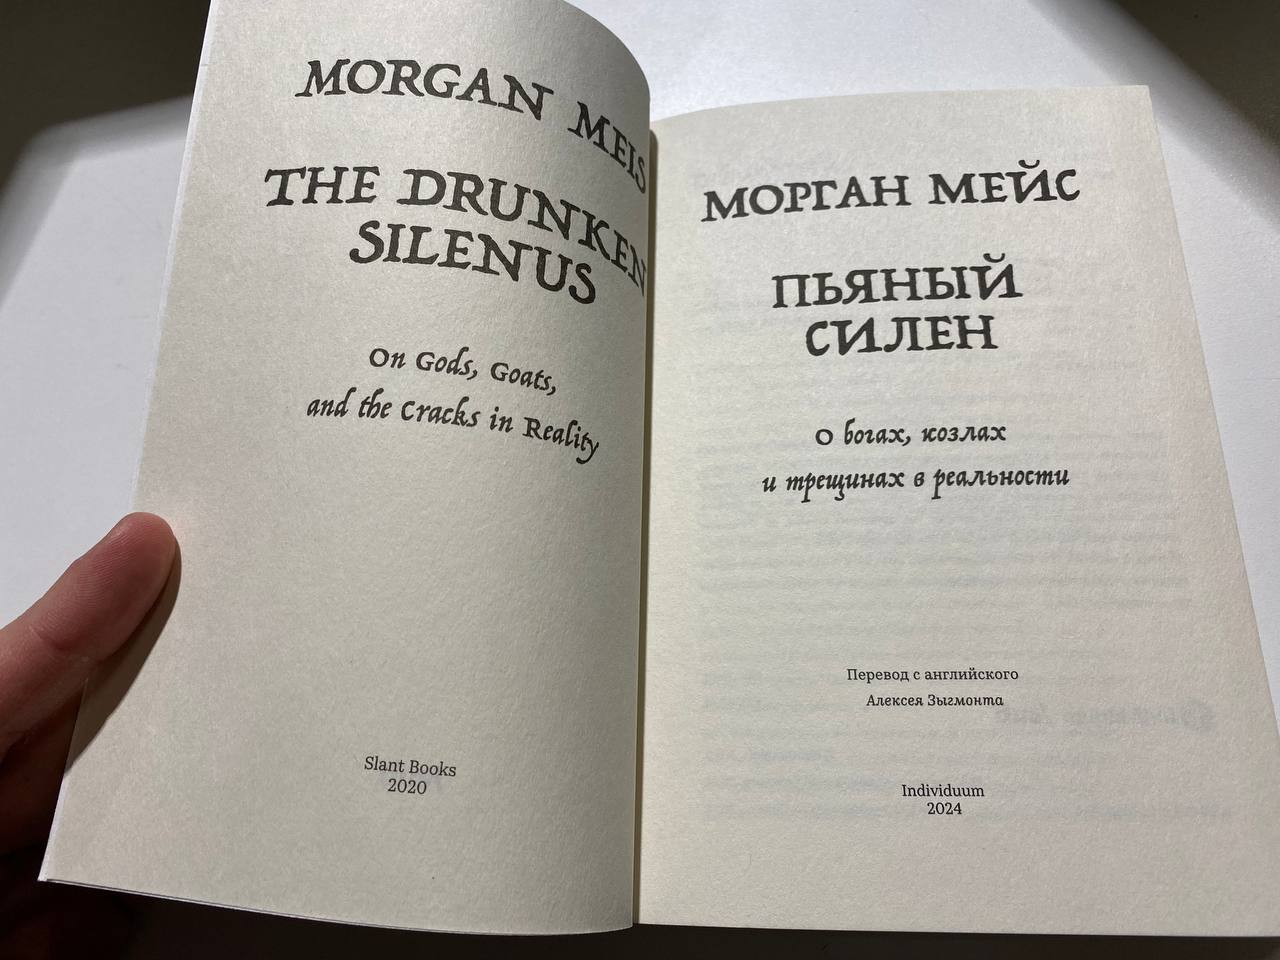 MORGAN MEIS
THE DRUNKEN
SILENUS
On Gods, Goats,
and the Cracks in Reality
Slant Books
2020
МОРГАН МЕЙС
ПЬЯНЫЙ
СИЛЕН
О богах, козлах
и трещинах в реальности
Перевод с английского
Алексея Зыгмонта
Individuum
2024